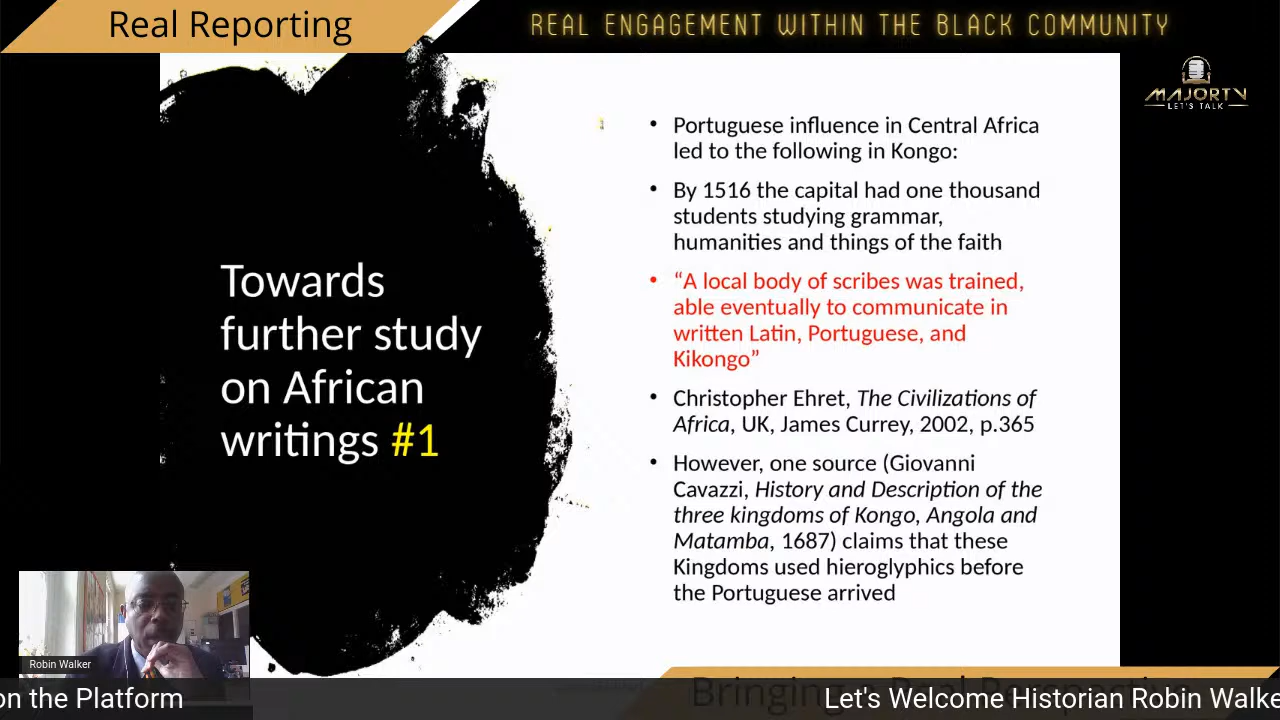 Real Reporting
REAL ENGAGEMENT WITHIN THE BLACK COMMUNITY
MAJORTV
LET'S TALK
Towards
further study
on African
writings #1
• Portuguese influence in Central Africa
led to the following in Kongo:
• By 1516 the capital had one thousand
students studying grammar,
humanities and things of the faith
• “A local body of scribes was trained,
able eventually to communicate in
written Latin, Portuguese, and
Kikongo”
• Christopher Ehret, The Civilizations of
Africa, UK, James Currey, 2002, p.365
• However, one source (Giovanni
Cavazzi, History and Description of the
three kingdoms of Kongo, Angola and
Matamba, 1687) claims that these
Kingdoms used hieroglyphics before
the Portuguese arrived
Robin Walker
Bringing
on the Platform
Let's Welcome Historian Robin Walke